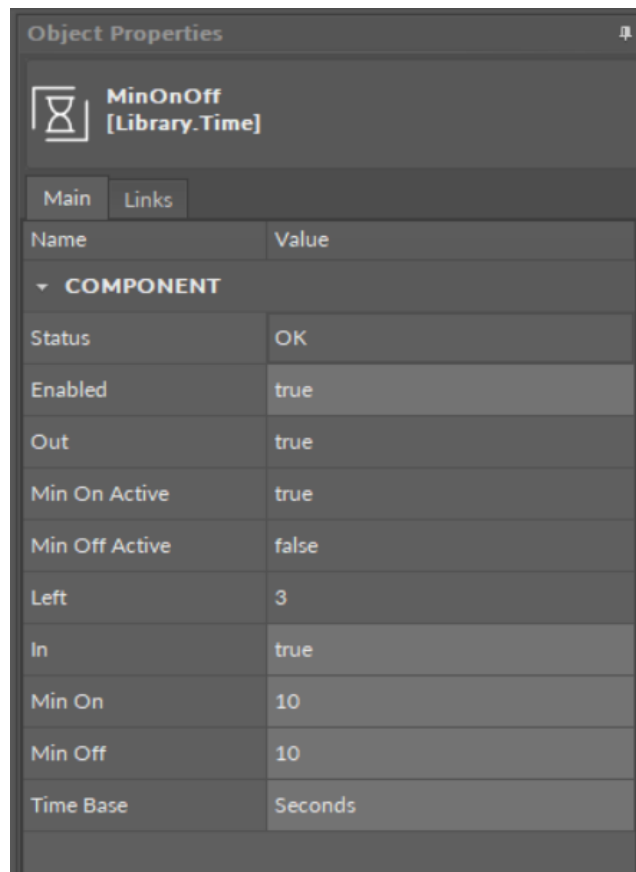 Object Properties
MinOnOff
[Library.Time]
Main Links
Name Value
COMPONENT
Status OK
Enabled true
Out true
Min On Active true
Min Off Active false
Left 3
In true
Min On 10
Min Off 10
Time Base Seconds